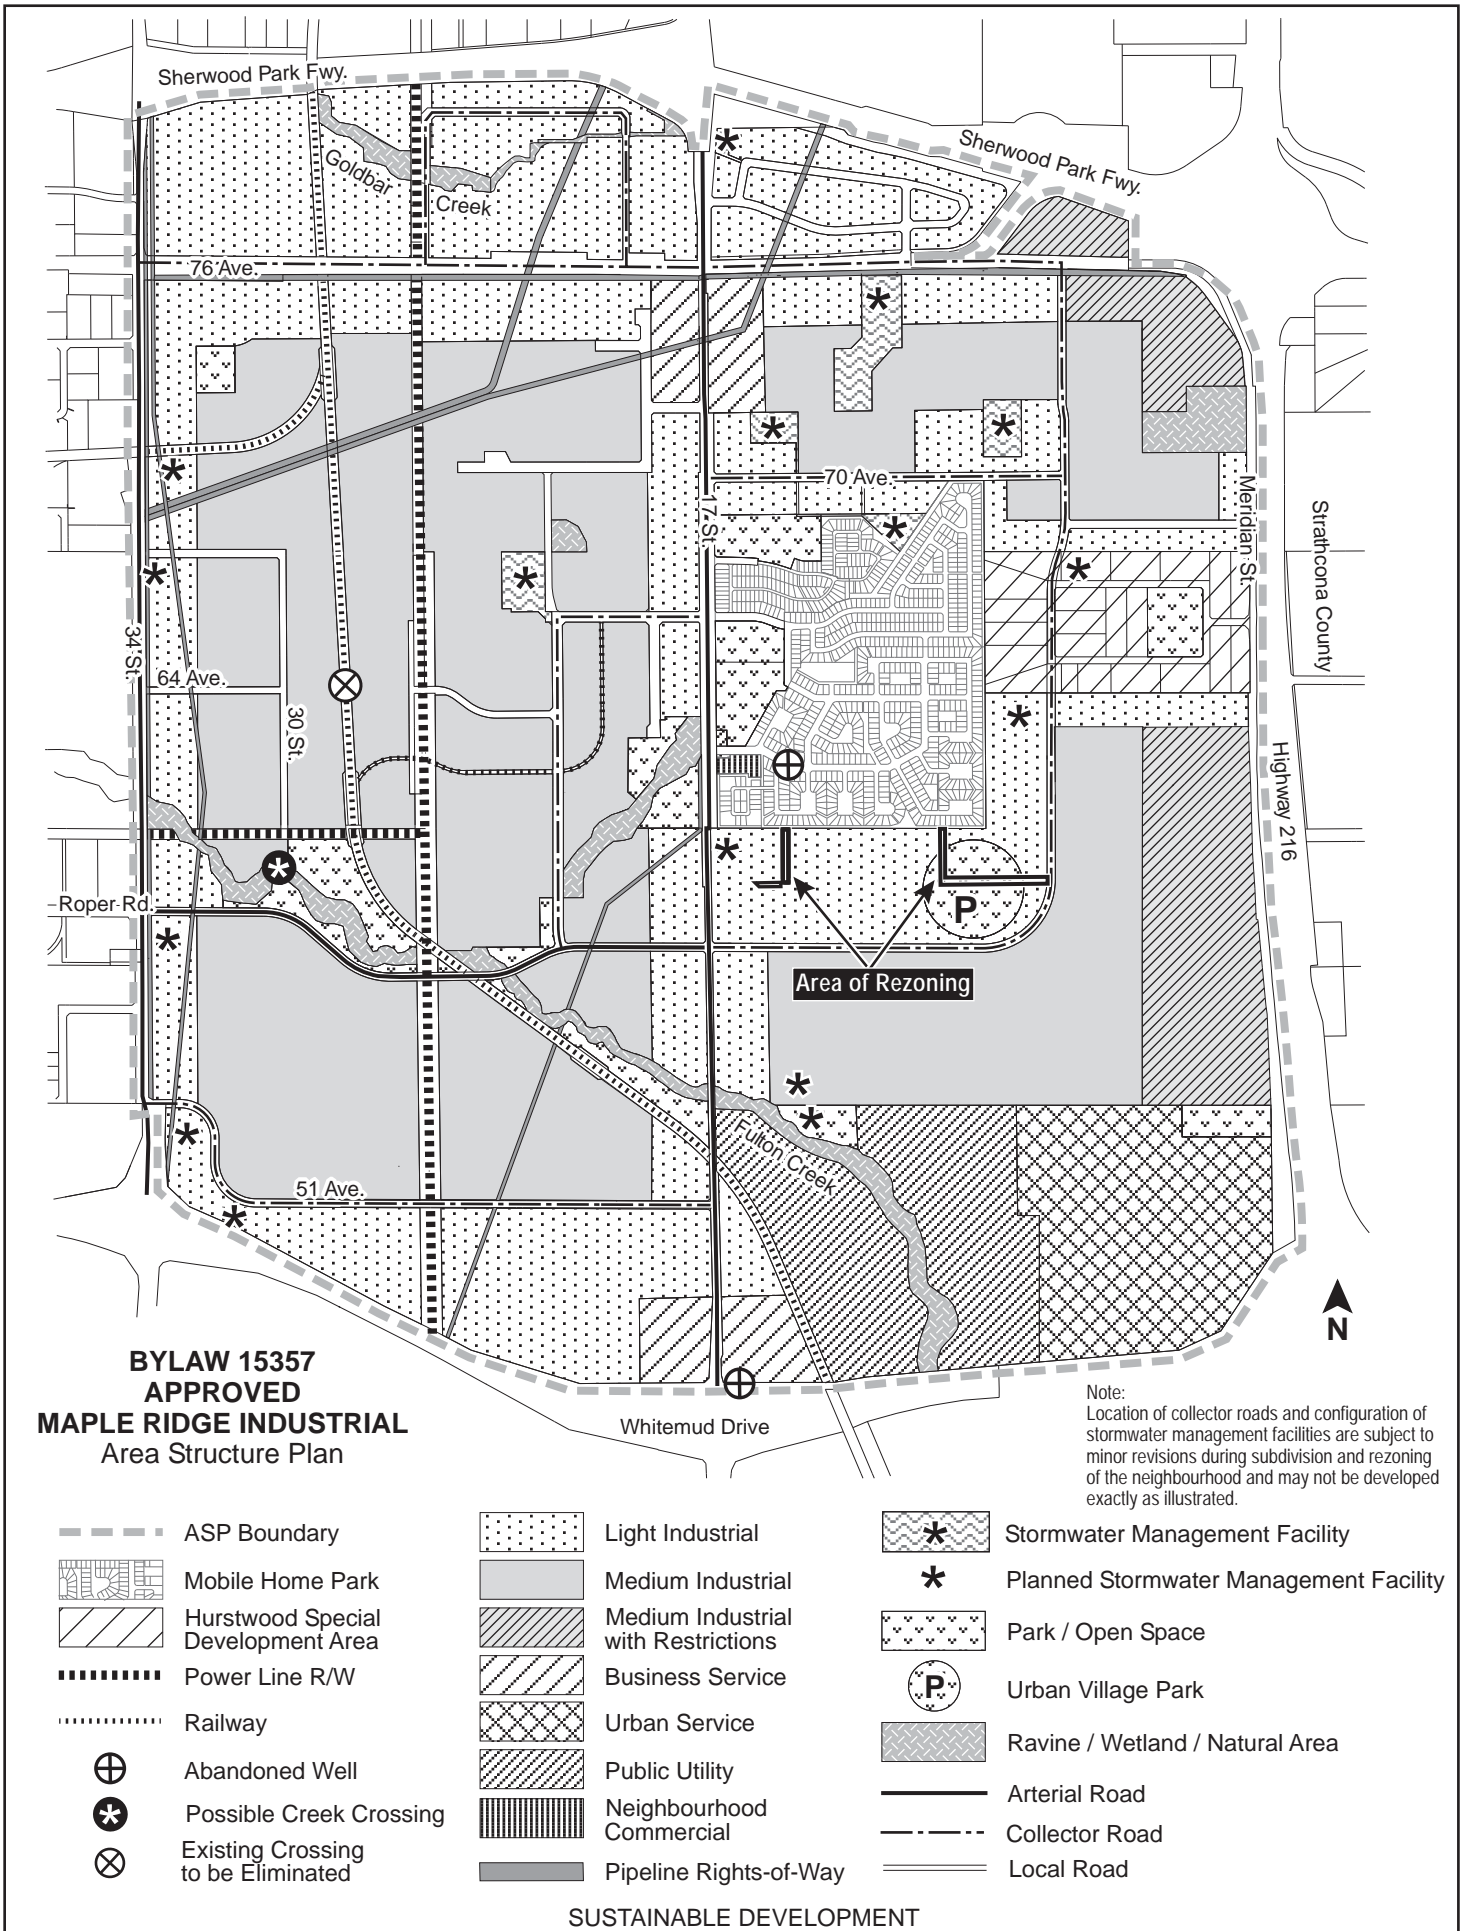 Sherwood Park Fwy.
Sherwood Park Fwy.
Goldbar
Creek
76 Ave.
70 Ave.
17 St.
Meridian St.
Strathcona County
34 St.
64 Ave.
30 St.
Highway 216
Roper Rd.
P
Area of Rezoning
Fulton Creek
51 Ave.
N
BYLAW 15357
APPROVED
MAPLE RIDGE INDUSTRIAL
Area Structure Plan
Whitemud Drive
Note:
Location of collector roads and configuration of
stormwater management facilities are subject to
minor revisions during subdivision and rezoning
of the neighbourhood and may not be developed
exactly as illustrated.
ASP Boundary
Mobile Home Park
Hurstwood Special
Development Area
Power Line R/W
Railway
Abandoned Well
Possible Creek Crossing
Existing Crossing
to be Eliminated
Light Industrial
Medium Industrial
Medium Industrial
with Restrictions
Business Service
Urban Service
Public Utility
Neighbourhood
Commercial
Pipeline Rights-of-Way
Stormwater Management Facility
Planned Stormwater Management Facility
Park / Open Space
P
Urban Village Park
Ravine / Wetland / Natural Area
Arterial Road
Collector Road
Local Road
SUSTAINABLE DEVELOPMENT